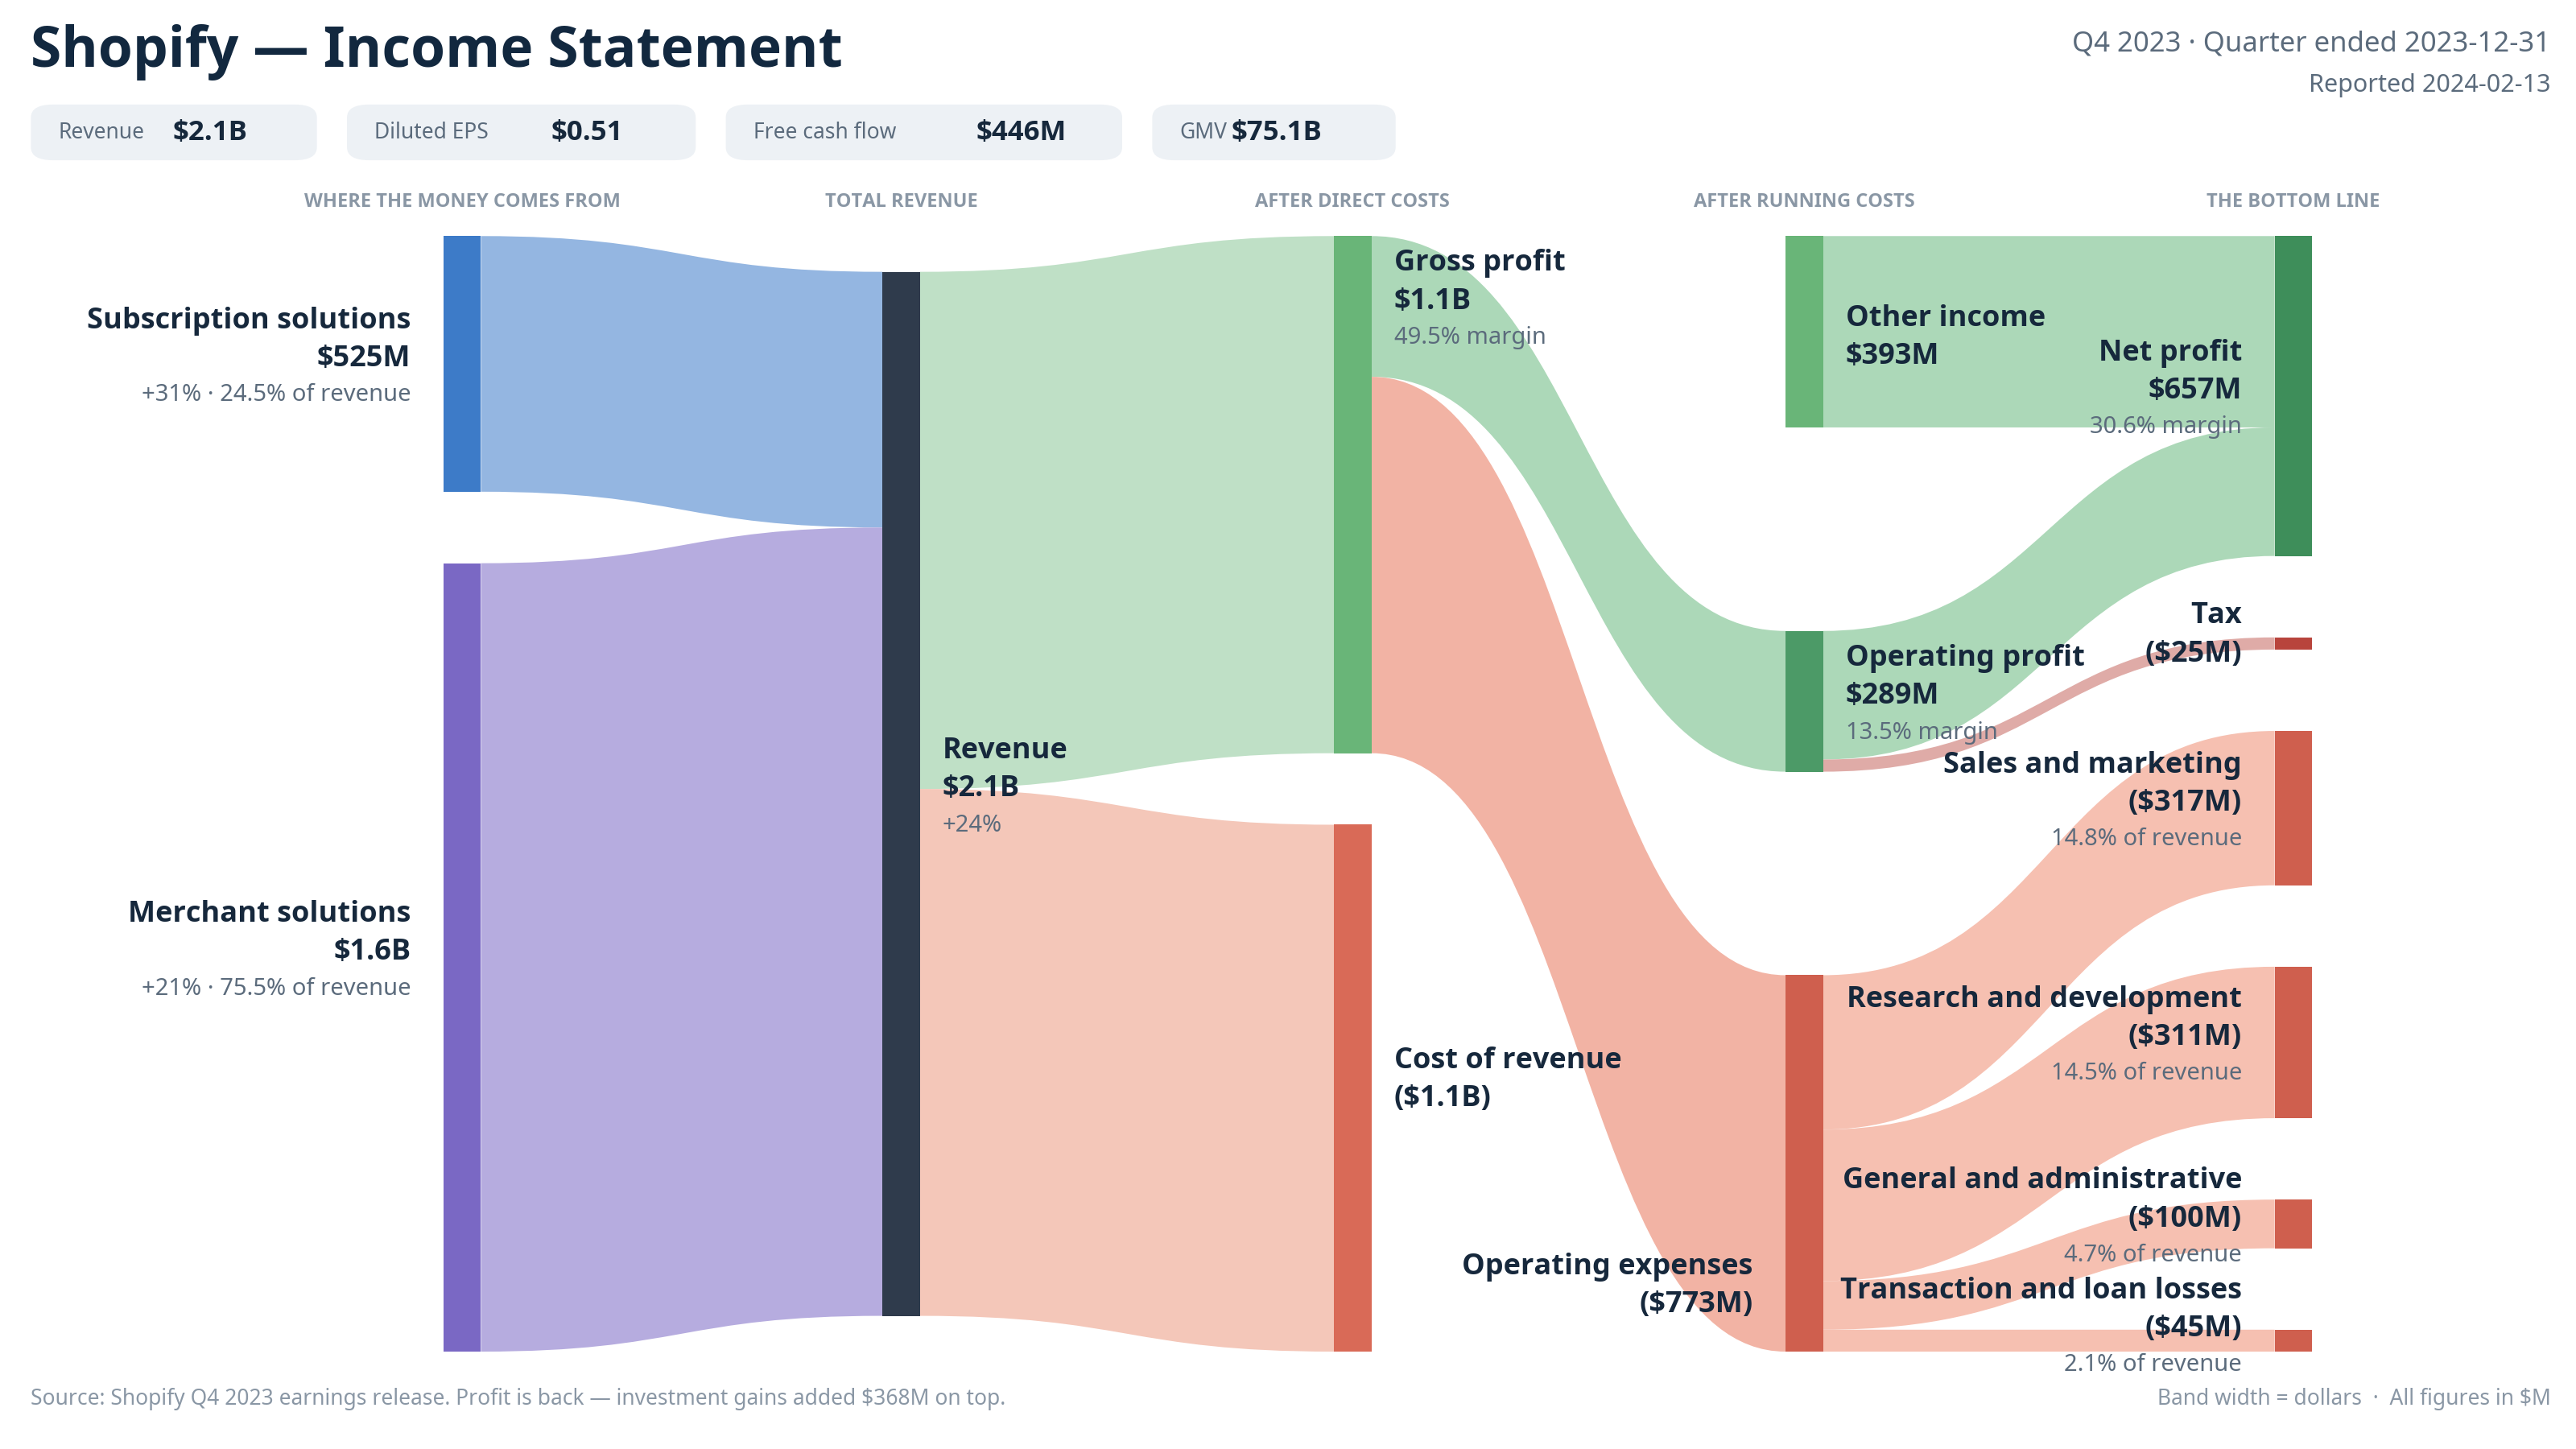 Shopify — Income Statement
Q4 2023 · Quarter ended 2023-12-31
Reported 2024-02-13
Revenue $2.1B
Diluted EPS $0.51
Free cash flow $446M
GMV $75.1B
WHERE THE MONEY COMES FROM
TOTAL REVENUE
AFTER DIRECT COSTS
AFTER RUNNING COSTS
THE BOTTOM LINE
Subscription solutions
$525M
+31% · 24.5% of revenue
Merchant solutions
$1.6B
+21% · 75.5% of revenue
Revenue
$2.1B
+24%
Gross profit
$1.1B
49.5% margin
Cost of revenue
($1.1B)
Other income
$393M
Operating profit
$289M
13.5% margin
Operating expenses
($773M)
Net profit
$657M
30.6% margin
Tax
($25M)
Sales and marketing
($317M)
14.8% of revenue
Research and development
($311M)
14.5% of revenue
General and administrative
($100M)
4.7% of revenue
Transaction and loan losses
($45M)
2.1% of revenue
Source: Shopify Q4 2023 earnings release. Profit is back — investment gains added $368M on top.
Band width = dollars · All figures in $M